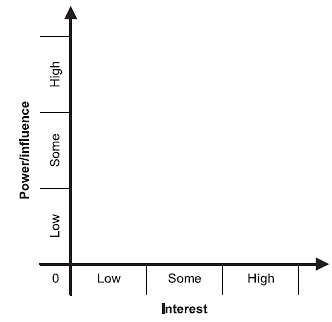 Power/influence
High
Some
Low
0 Low Some High
Interest